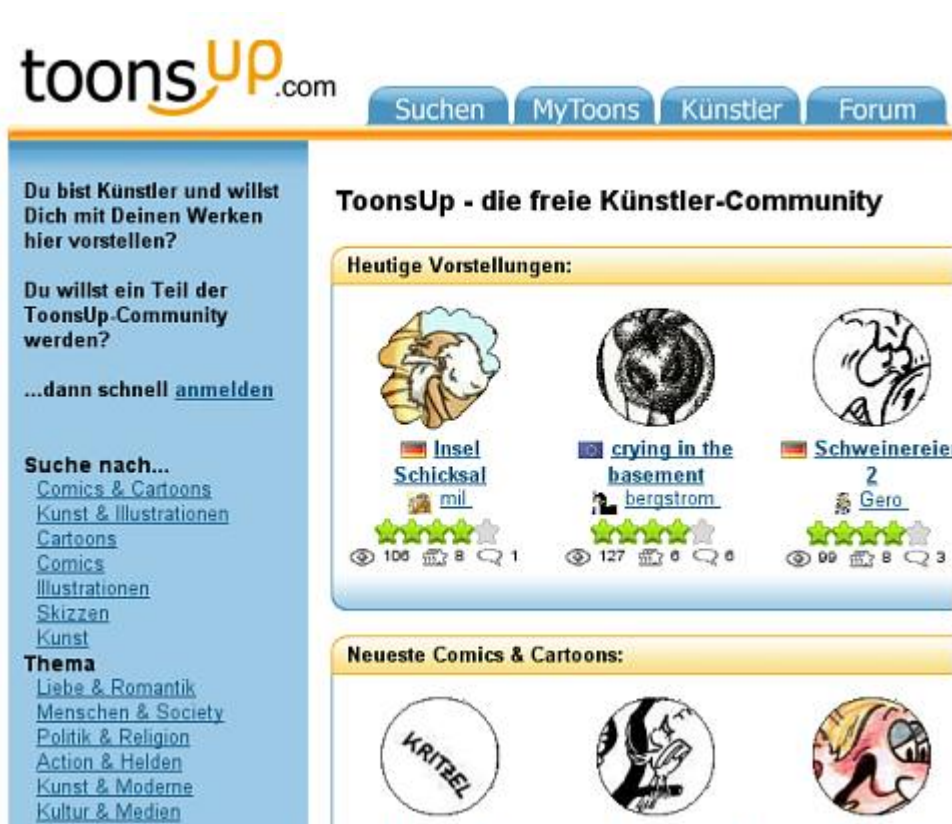 toonsup.com
Suchen MyToons Künstler Forum
Du bist Künstler und willst
Dich mit Deinen Werken
hier vorstellen?
Du willst ein Teil der
ToonsUp-Community
werden?
...dann schnell anmelden
Suche nach...
Comics & Cartoons
Kunst & Illustrationen
Cartoons
Comics
Illustrationen
Skizzen
Kunst
Thema
Liebe & Romantik
Menschen & Society
Politik & Religion
Action & Helden
Kunst & Moderne
Kultur & Medien
ToonsUp - die freie Künstler-Community
Heutige Vorstellungen:
Insel
Schicksal
mil
106 8 1
crying in the
basement
bergstrom
127 6 6
Schweinereien
2
Gero
99 8 3
Neueste Comics & Cartoons:
KRITZEL